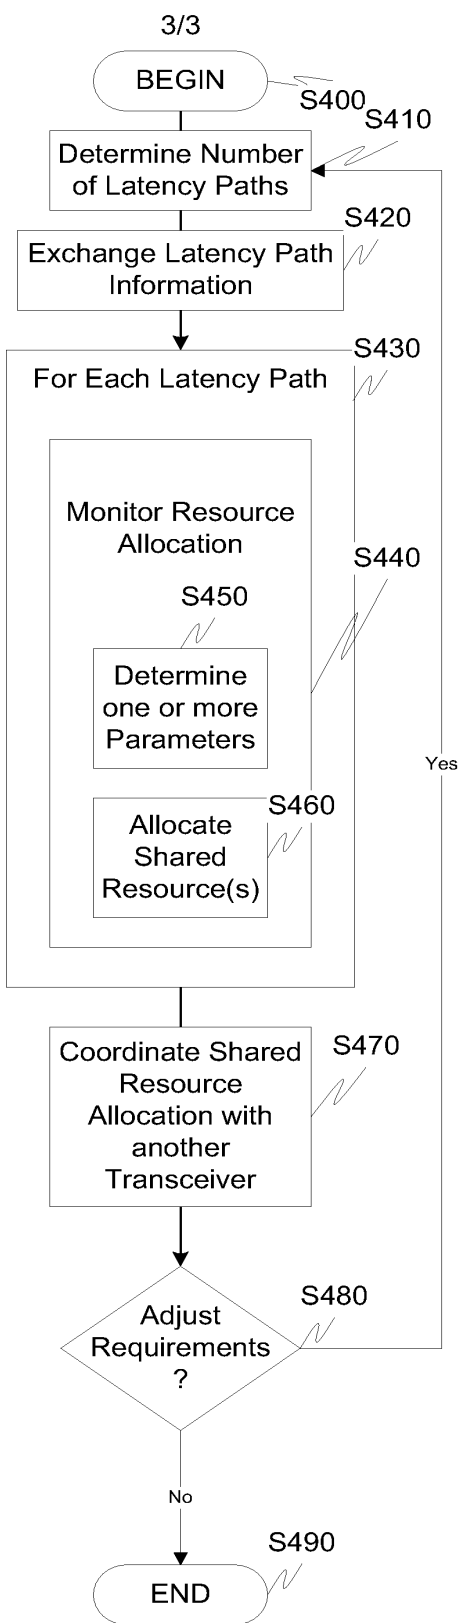 3/3
BEGIN
S400
S410
Determine Number
of Latency Paths
S420
Exchange Latency Path
Information
S430
For Each Latency Path
Monitor Resource
Allocation
S440
S450
Determine
one or more
Parameters
Yes
S460
Allocate
Shared
Resource(s)
S470
Coordinate Shared
Resource
Allocation with
another
Transceiver
S480
Adjust
Requirements
?
No
S490
END